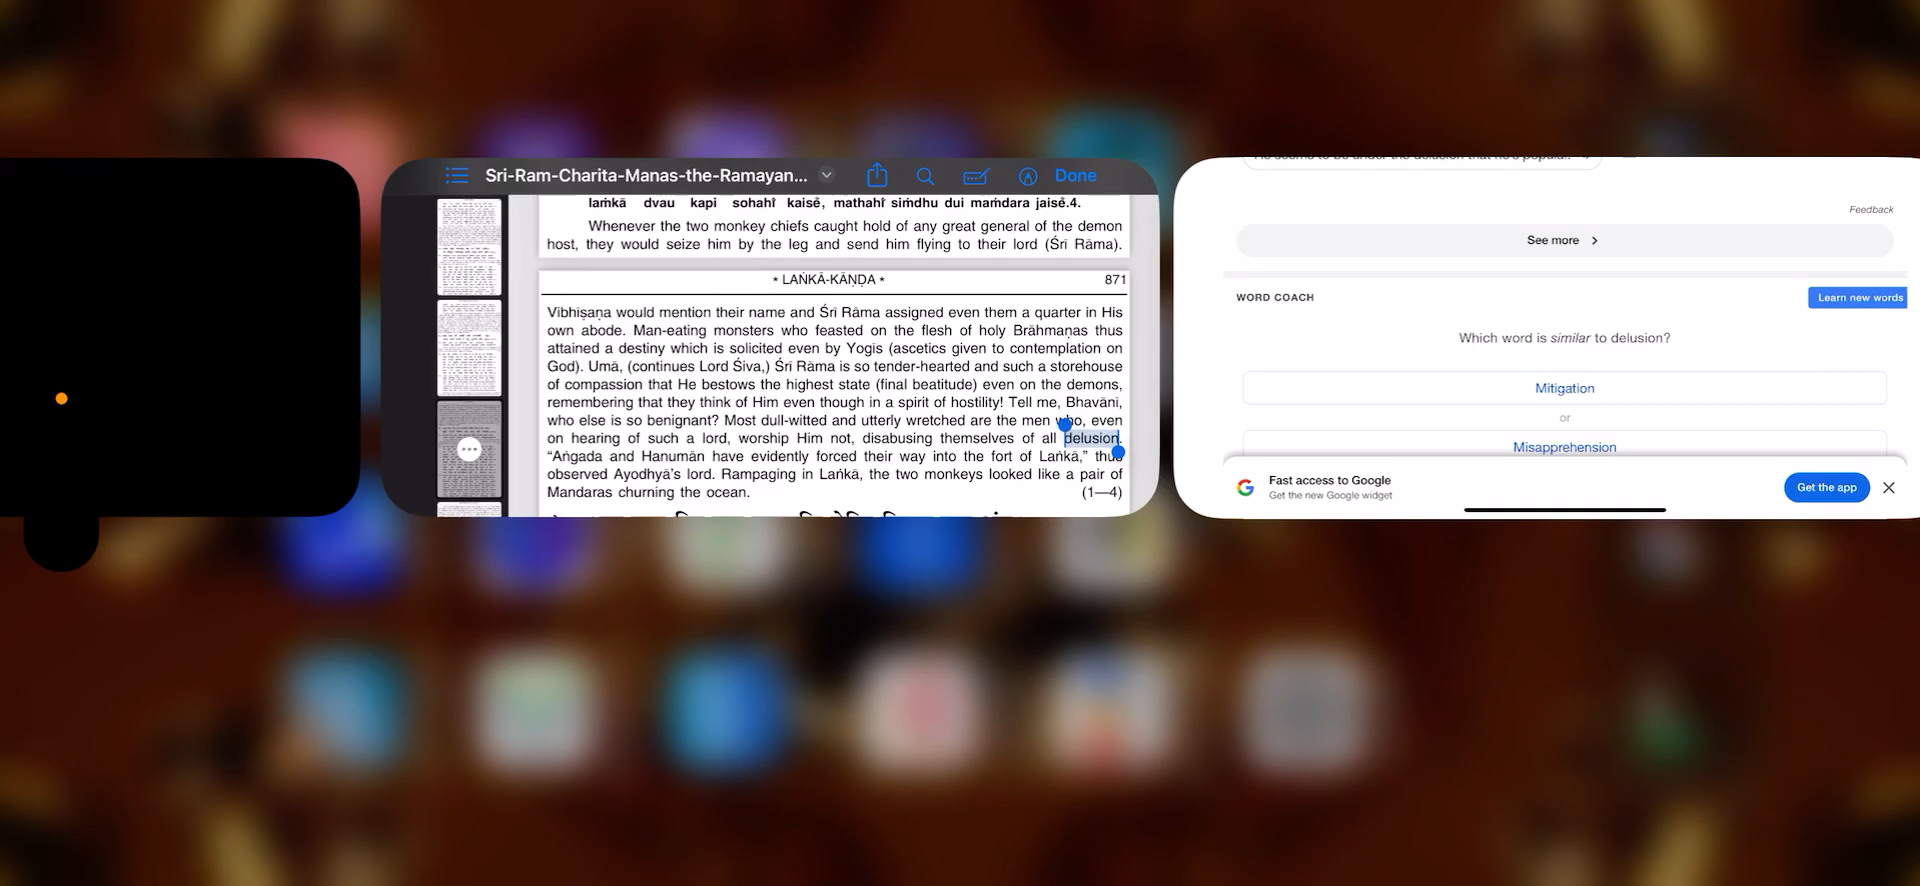 Sri-Ram-Charita-Manas-the-Ramayan...
Done
laṁkā dvau kapi sohahĭ kaisẽ, mathahĭ siṁdhu dui maṁdara jaisẽ.4.
Whenever the two monkey chiefs caught hold of any great general of the demon
host, they would seize him by the leg and send him flying to their lord (Śrī Rāma).
* LAṄKĀ-KĀṆḌA *
871
Vibhīṣaṇa would mention their name and Śrī Rāma assigned even them a quarter in His
own abode. Man-eating monsters who feasted on the flesh of holy Brāhmaṇas thus
attained a destiny which is solicited even by Yogīs (ascetics given to contemplation on
God). Umā, (continues Lord Śiva,) Śrī Rāma is so tender-hearted and such a storehouse
of compassion that He bestows the highest state (final beatitude) even on the demons,
remembering that they think of Him even though in a spirit of hostility! Tell me, Bhavānī,
who else is so benignant? Most dull-witted and utterly wretched are the men who, even
on hearing of such a lord, worship Him not, disabusing themselves of all delusion.
“Aṅgada and Hanumān have evidently forced their way into the fort of Laṅkā,” thus
observed Ayodhyā’s lord. Rampaging in Laṅkā, the two monkeys looked like a pair of
Mandaras churning the ocean. (1—4)
Feedback
See more
WORD COACH
Learn new words
Which word is similar to delusion?
Mitigation
or
Misapprehension
Fast access to Google
Get the new Google widget
Get the app